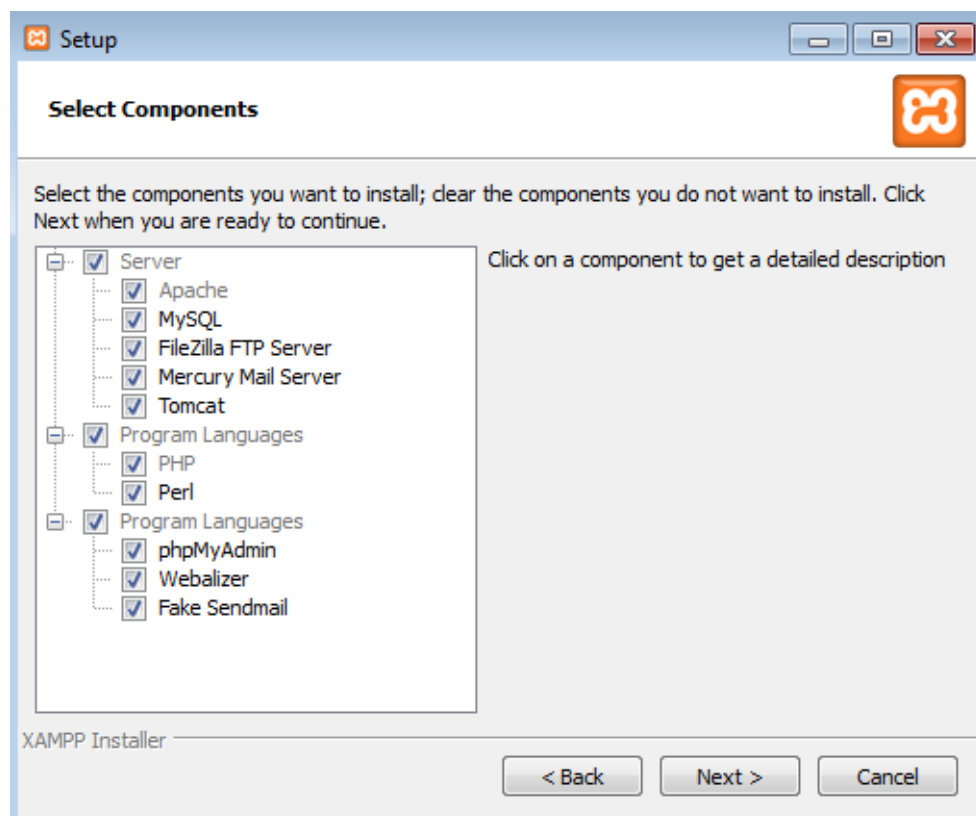 Setup
Select Components
Select the components you want to install; clear the components you do not want to install. Click
Next when you are ready to continue.
Server
Apache
MySQL
FileZilla FTP Server
Mercury Mail Server
Tomcat
Program Languages
PHP
Perl
Program Languages
phpMyAdmin
Webalizer
Fake Sendmail
Click on a component to get a detailed description
XAMPP Installer
< Back
Next >
Cancel